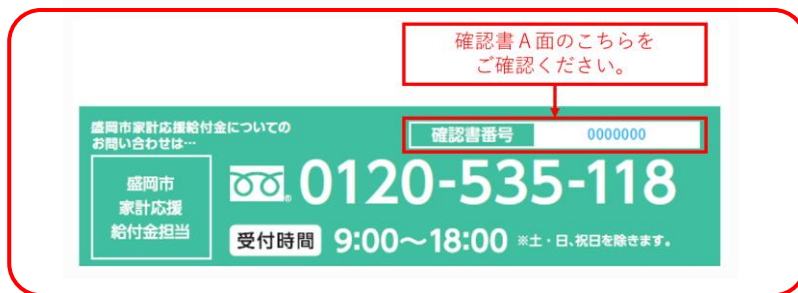 確認書A面のこちらを
ご確認ください。
盛岡市家計応援給付金についての
お問い合わせは…
確認書番号 0000000
盛岡市
家計応援
給付金担当
0120-535-118
受付時間 9:00～18:00 ※土・日、祝日を除きます。